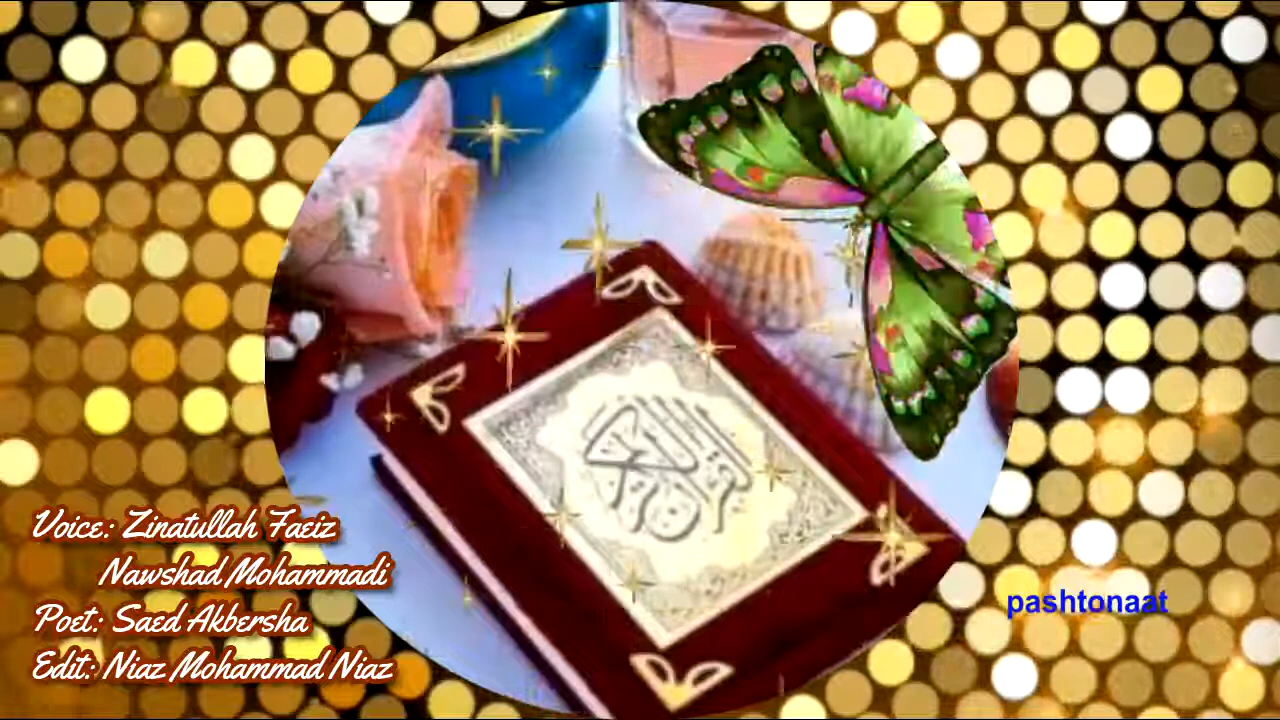 القرآن الكريم
Voice: Zinatullah Faeiz
Nawshad Mohammadi
Poet: Saed Akbersha
Edit: Niaz Mohammad Niaz
pashtonaat